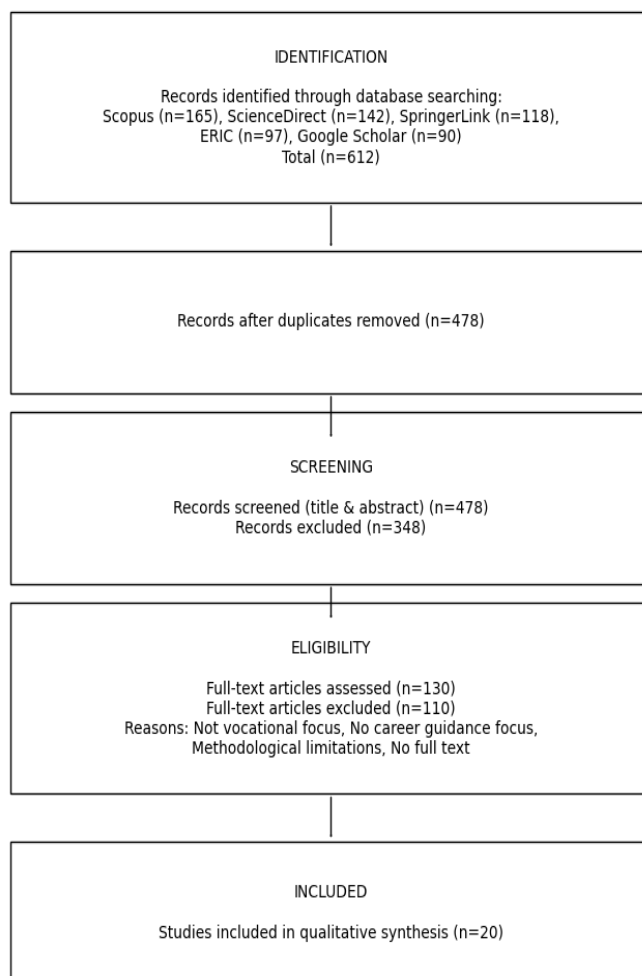 IDENTIFICATION
Records identified through database searching:
Scopus (n=165), ScienceDirect (n=142), SpringerLink (n=118),
ERIC (n=97), Google Scholar (n=90)
Total (n=612)
Records after duplicates removed (n=478)
SCREENING
Records screened (title & abstract) (n=478)
Records excluded (n=348)
ELIGIBILITY
Full-text articles assessed (n=130)
Full-text articles excluded (n=110)
Reasons: Not vocational focus, No career guidance focus,
Methodological limitations, No full text
INCLUDED
Studies included in qualitative synthesis (n=20)